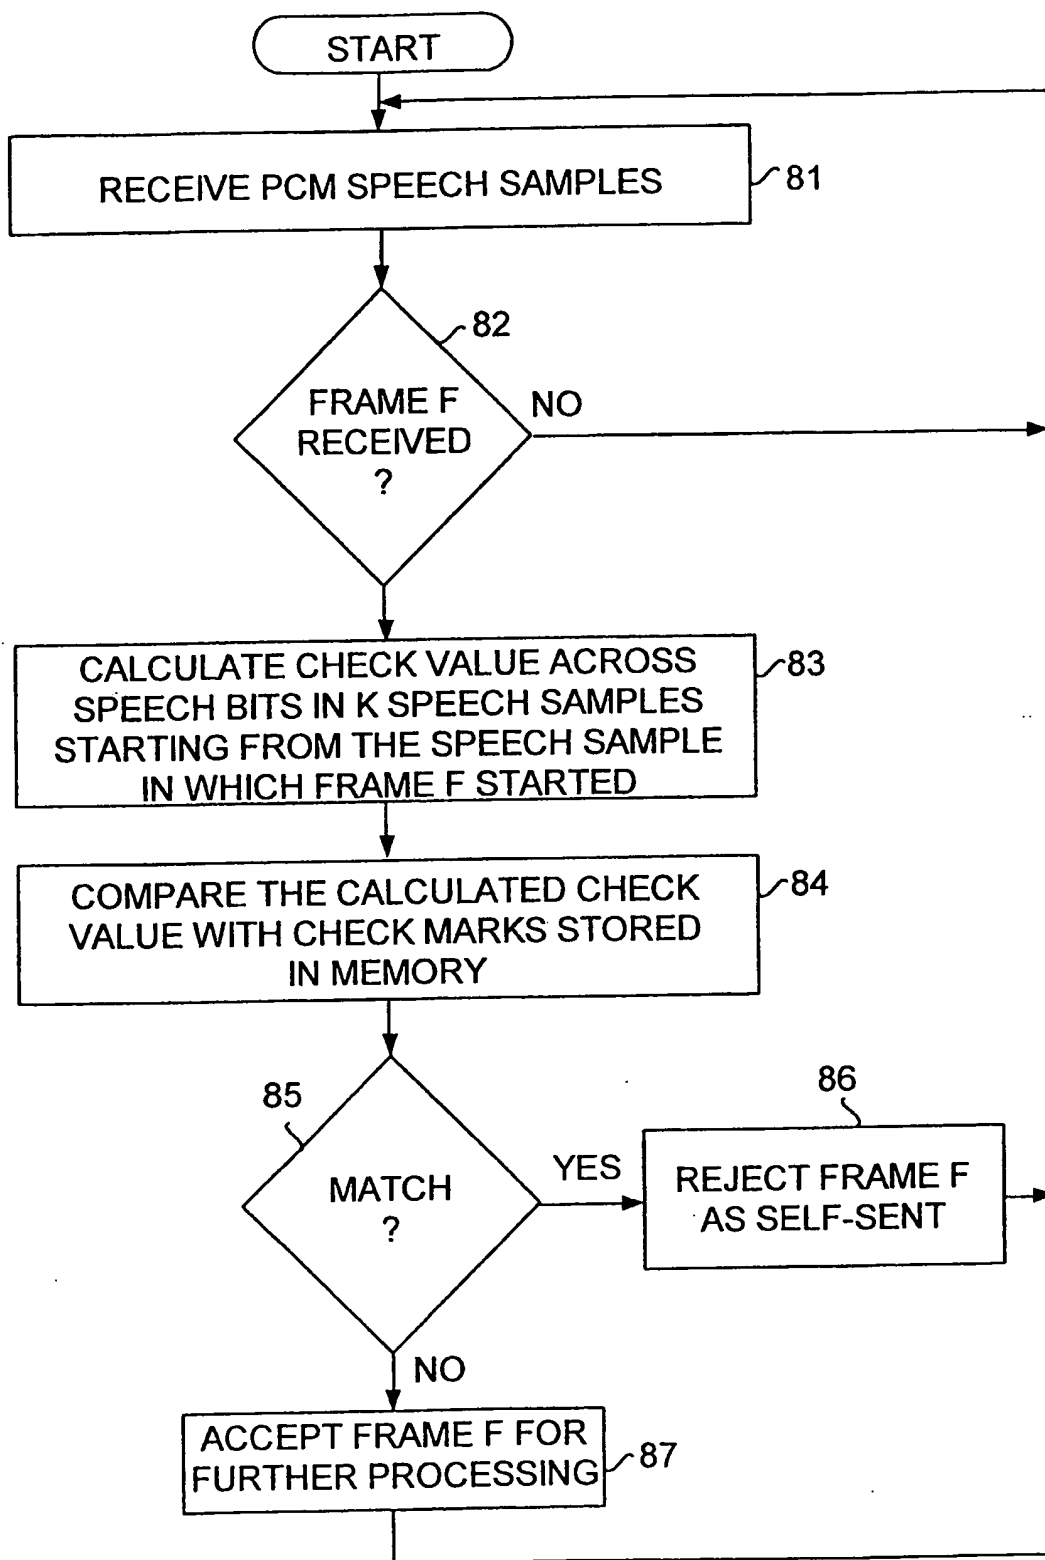 START
RECEIVE PCM SPEECH SAMPLES
81
82
FRAME F
RECEIVED
?
NO
CALCULATE CHECK VALUE ACROSS
SPEECH BITS IN K SPEECH SAMPLES
STARTING FROM THE SPEECH SAMPLE
IN WHICH FRAME F STARTED
83
COMPARE THE CALCULATED CHECK
VALUE WITH CHECK MARKS STORED
IN MEMORY
84
85
MATCH
?
YES
86
REJECT FRAME F
AS SELF-SENT
NO
ACCEPT FRAME F FOR
FURTHER PROCESSING
87